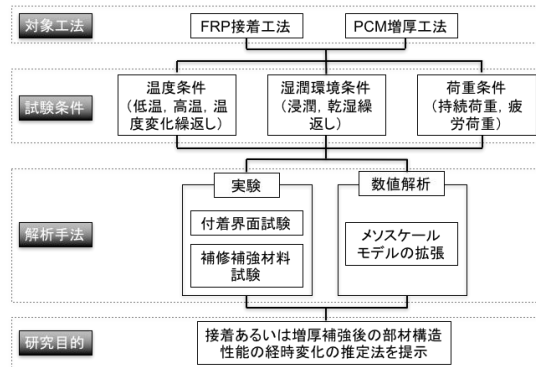 対象工法
FRP接着工法
PCM増厚工法
試験条件
温度条件
(低温, 高温, 温
度変化繰返し)
湿潤環境条件
(浸潤, 乾湿繰
返し)
荷重条件
(持続荷重, 疲
労荷重)
解析手法
実験
付着界面試験
補修補強材料
試験
数値解析
メソスケール
モデルの拡張
研究目的
接着あるいは増厚補強後の部材構造
性能の経時変化の推定法を提示